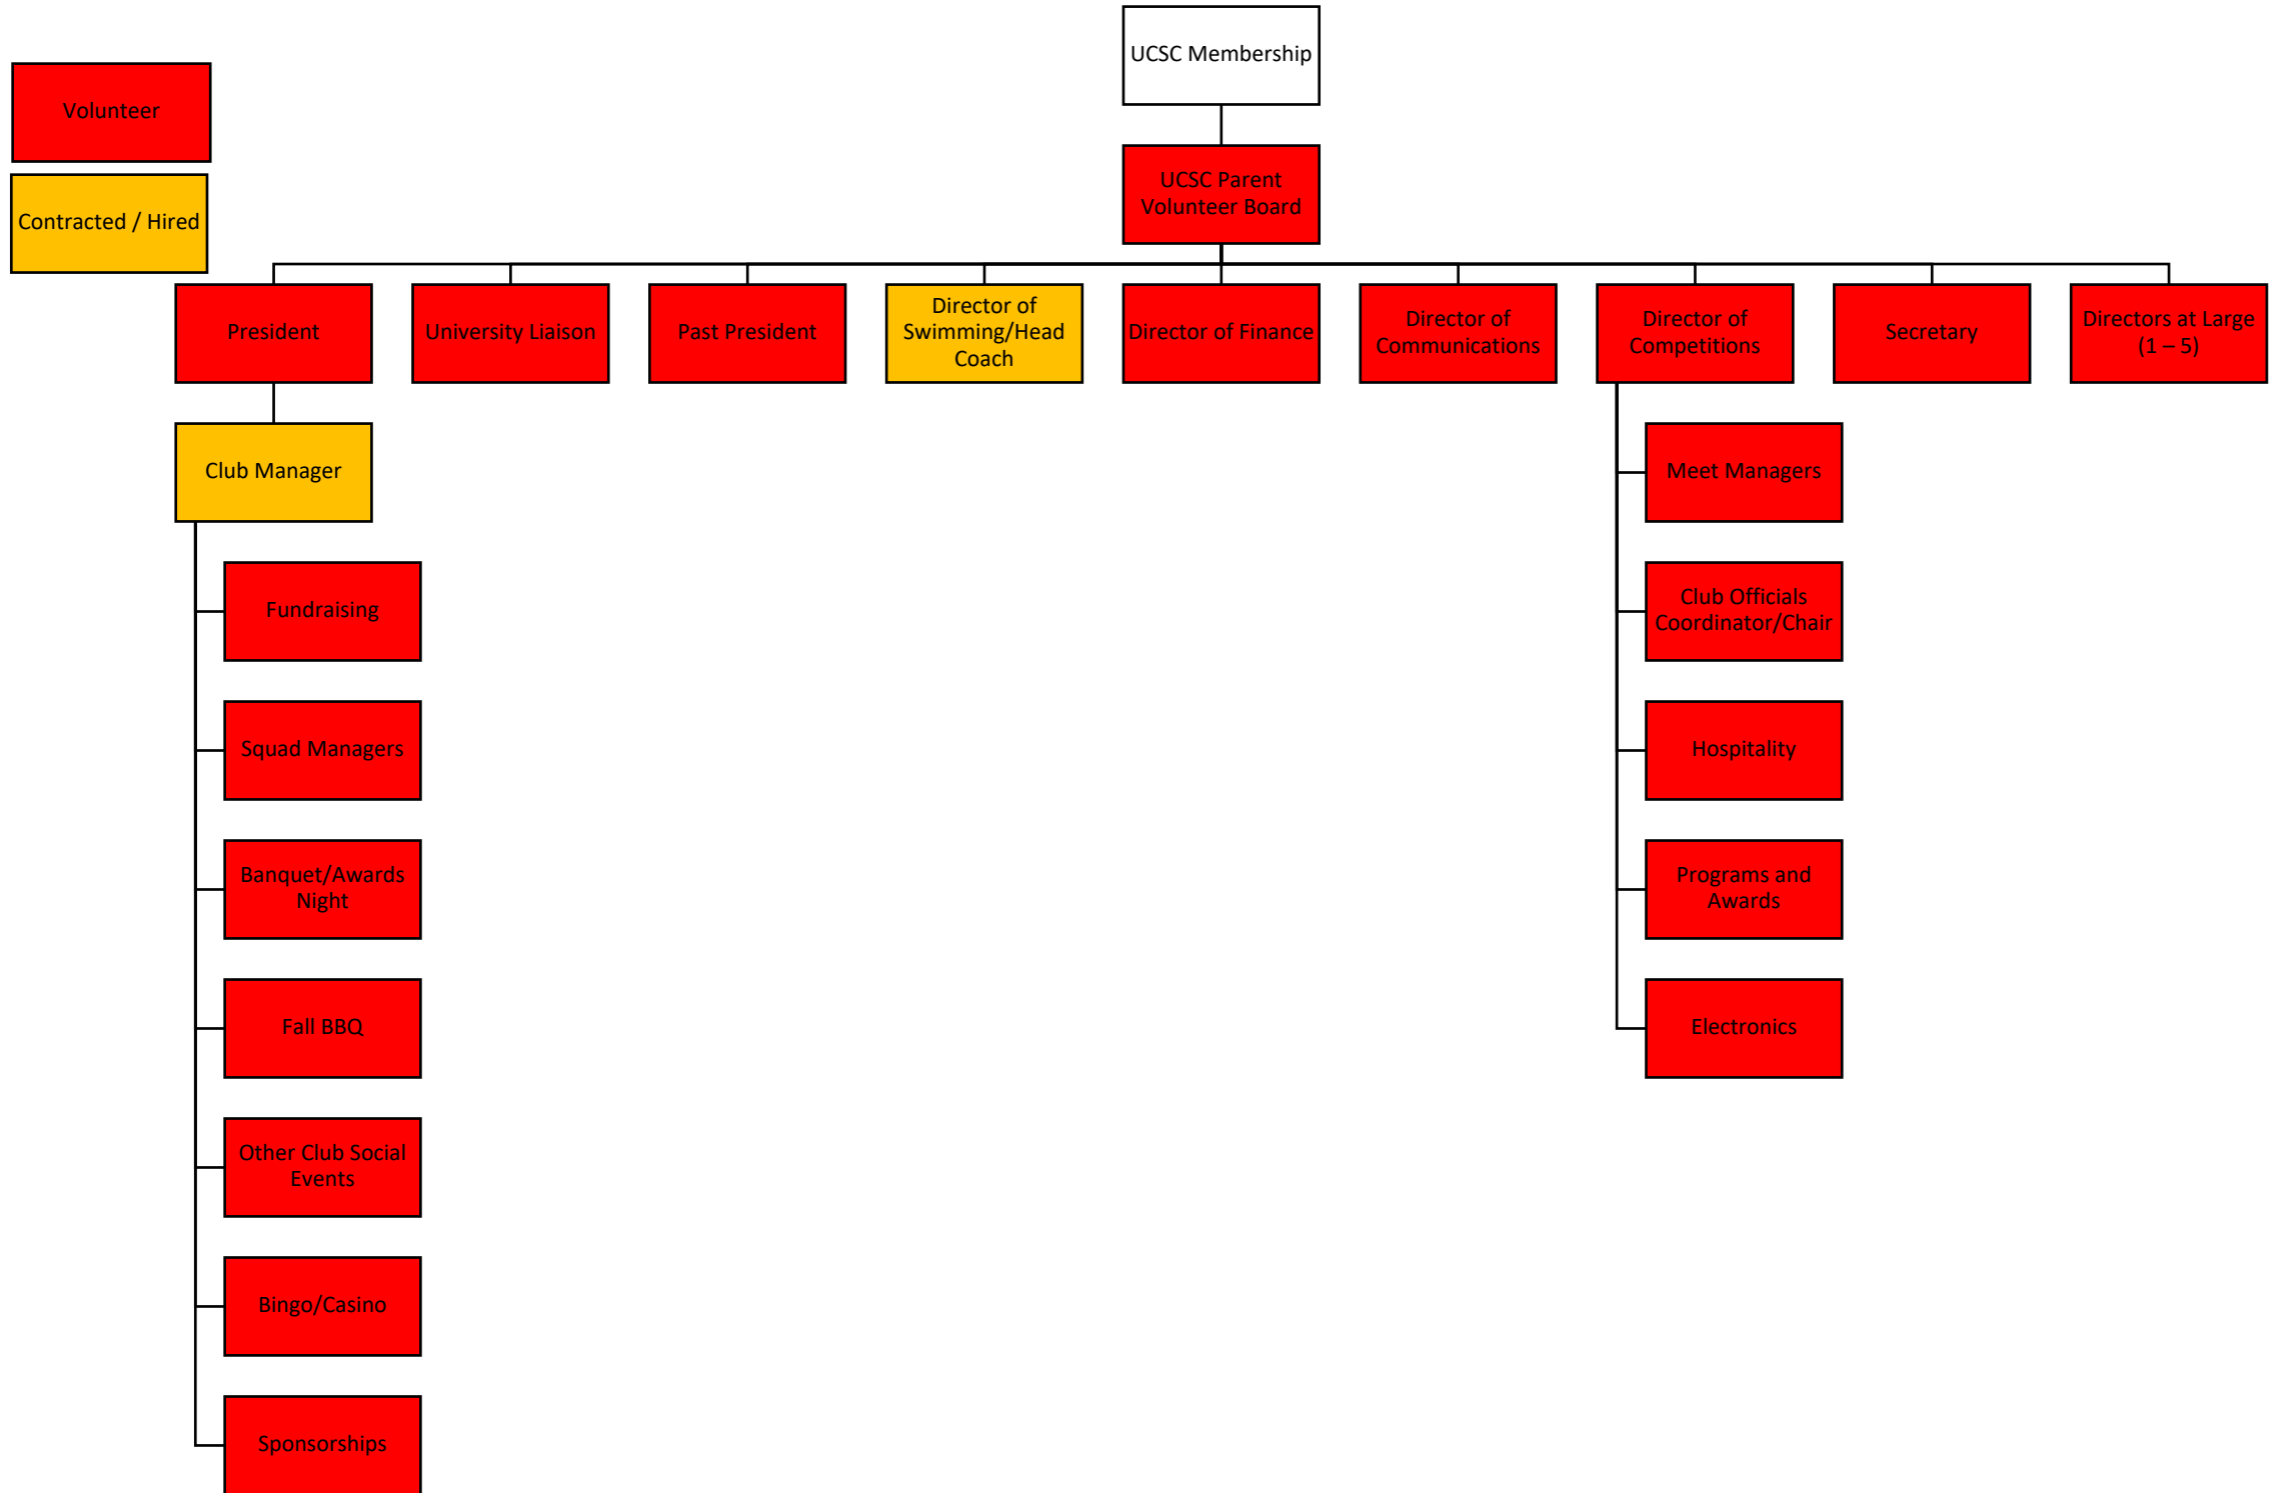 UCSC Membership
Volunteer
Contracted / Hired
UCSC Parent
Volunteer Board
President
University Liaison
Past President
Director of
Swimming/Head
Coach
Director of Finance
Director of
Communications
Director of
Competitions
Secretary
Directors at Large
(1 – 5)
Club Manager
Fundraising
Squad Managers
Banquet/Awards
Night
Fall BBQ
Other Club Social
Events
Bingo/Casino
Sponsorships
Meet Managers
Club Officials
Coordinator/Chair
Hospitality
Programs and
Awards
Electronics